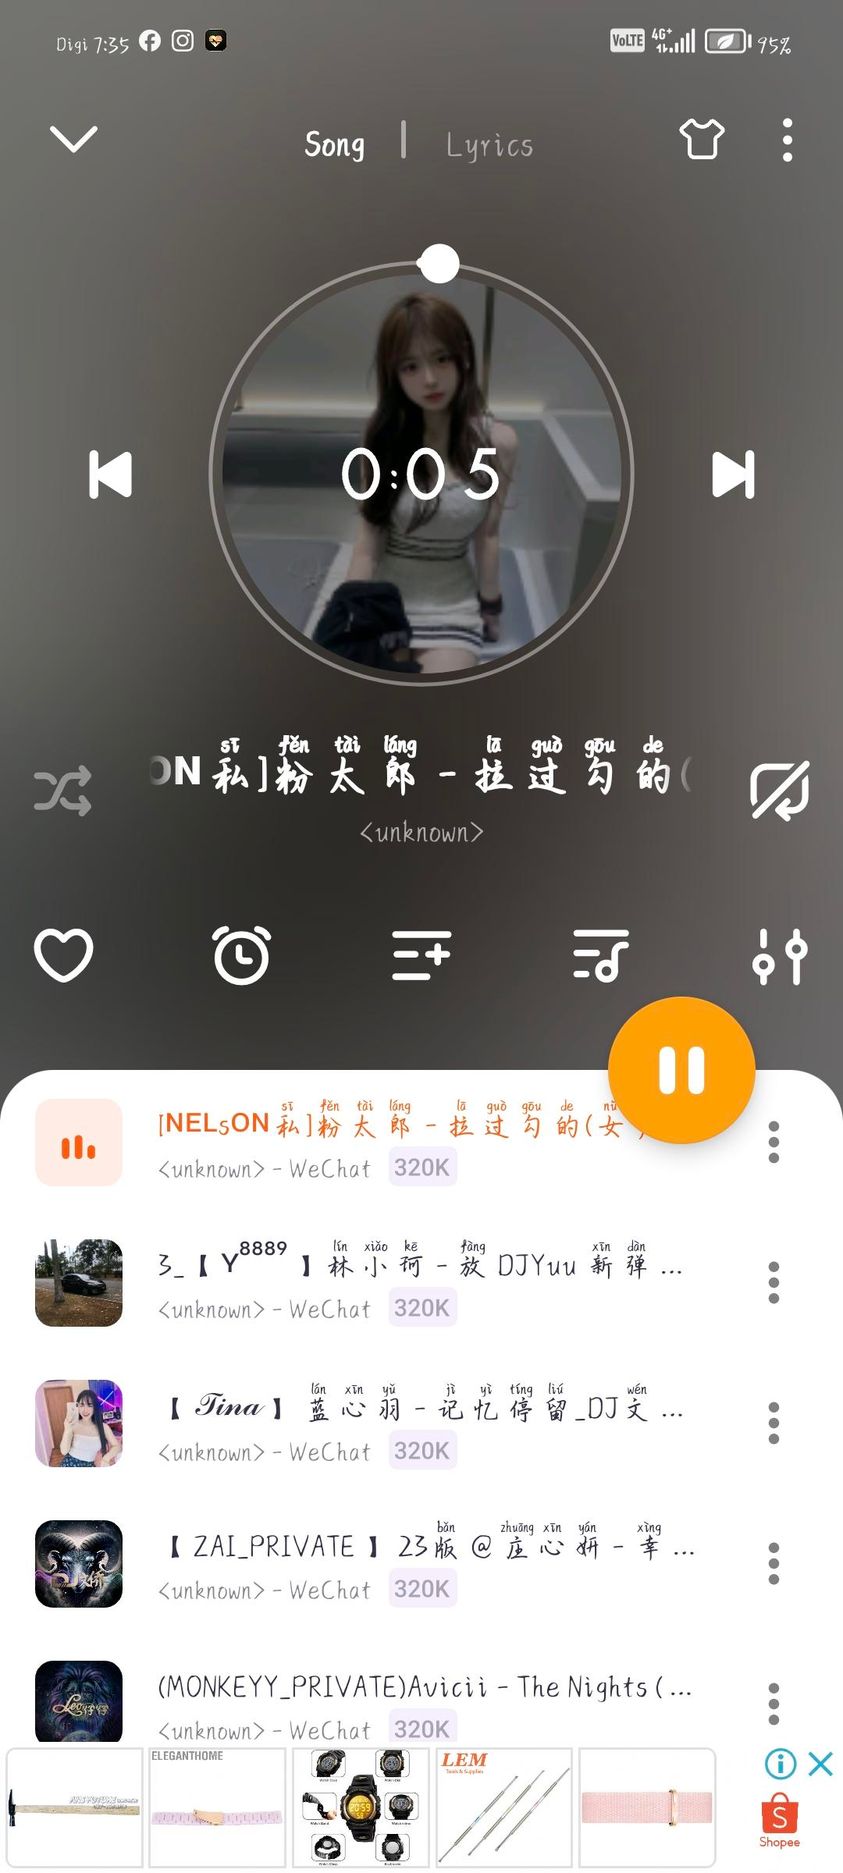 Digi 7:35 VoLTE 4G+ 95%
Song | Lyrics
0:05
sī fěn tài láng lā guò gōu de
ON 私]粉太郎 - 拉过勾的(
<unknown>
sī fěn tài láng lā guò gōu de nǚ
[NELsON 私]粉太郎 - 拉过勾的(女
<unknown> - WeChat 320K
lín xiǎo kē fàng xīn dàn
3_【 Y8889 】林小珂 - 放 DJYuu 新弹 ...
<unknown> - WeChat 320K
lán xīn yǔ jì yì tíng liú wén
【 𝒯𝒾𝓃𝒶 】 蓝心羽 - 记忆停留_DJ文 ...
<unknown> - WeChat 320K
bǎn zhuāng xīn yán xìng
【 ZAI_PRIVATE 】 23版 @庄心妍 - 幸 ...
<unknown> - WeChat 320K
(MONKEYY_PRIVATE)Avicii - The Nights ( ...
<unknown> - WeChat 320K
ELEGANTHOME
LEM
Tools & Supplies
Shopee